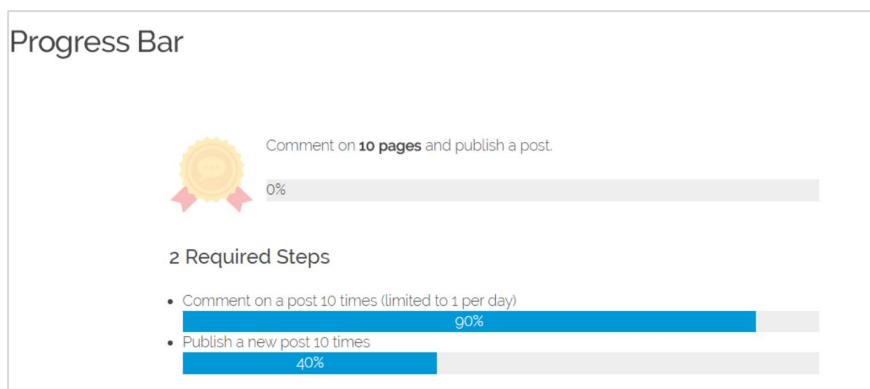 Progress Bar
Comment on 10 pages and publish a post.
0%
2 Required Steps
Comment on a post 10 times (limited to 1 per day)
90%
Publish a new post 10 times
40%